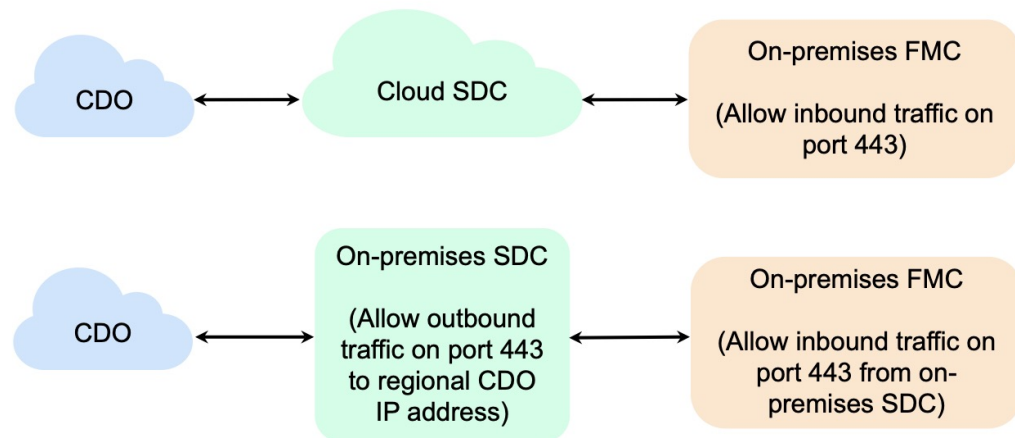 CDO
Cloud SDC
On-premises FMC
(Allow inbound traffic on
port 443)
CDO
On-premises SDC
(Allow outbound
traffic on port 443
to regional CDO
IP address)
On-premises FMC
(Allow inbound traffic on
port 443 from on-
premises SDC)